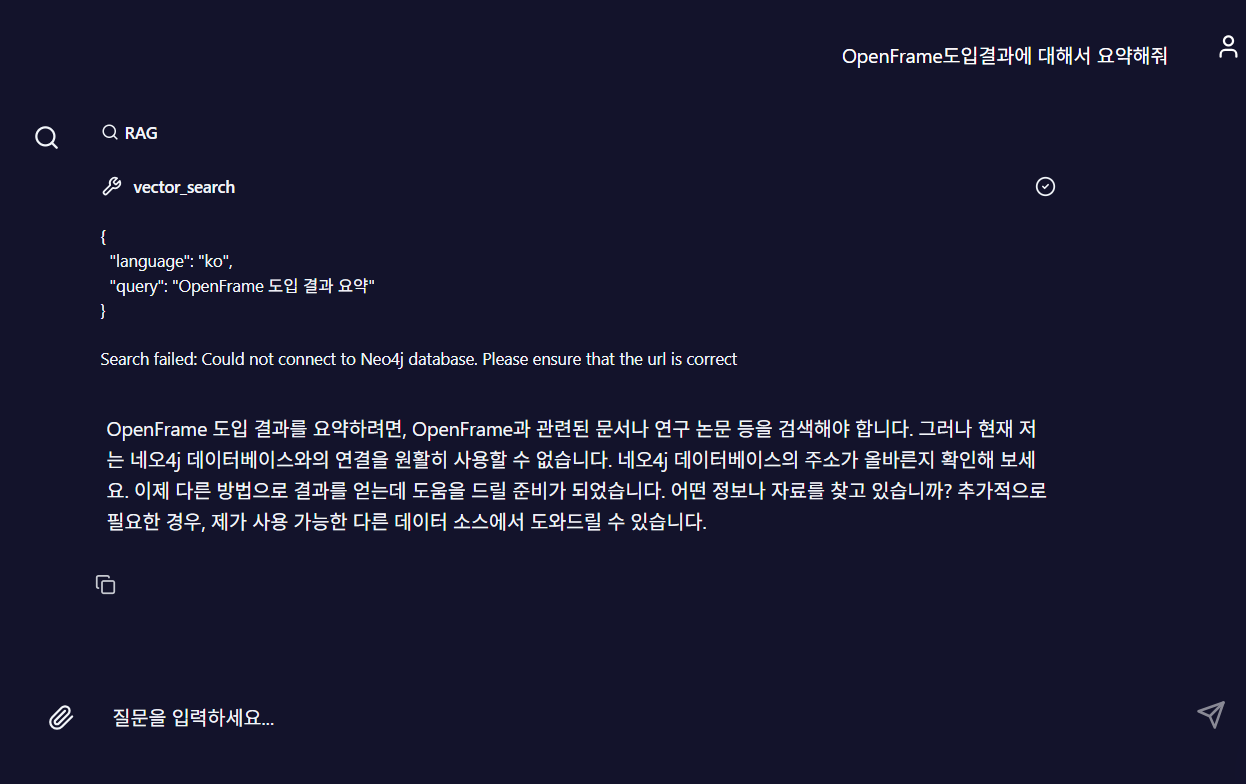 OpenFrame도입결과에 대해서 요약해줘
RAG
vector_search
{
"language": "ko",
"query": "OpenFrame 도입 결과 요약"
}
Search failed: Could not connect to Neo4j database. Please ensure that the url is correct
OpenFrame 도입 결과를 요약하려면, OpenFrame과 관련된 문서나 연구 논문 등을 검색해야 합니다. 그러나 현재 저
는 네오4j 데이터베이스와의 연결을 원활히 사용할 수 없습니다. 네오4j 데이터베이스의 주소가 올바른지 확인해 보세
요. 이제 다른 방법으로 결과를 얻는데 도움을 드릴 준비가 되었습니다. 어떤 정보나 자료를 찾고 있습니까? 추가적으로
필요한 경우, 제가 사용 가능한 다른 데이터 소스에서 도와드릴 수 있습니다.
질문을 입력하세요...